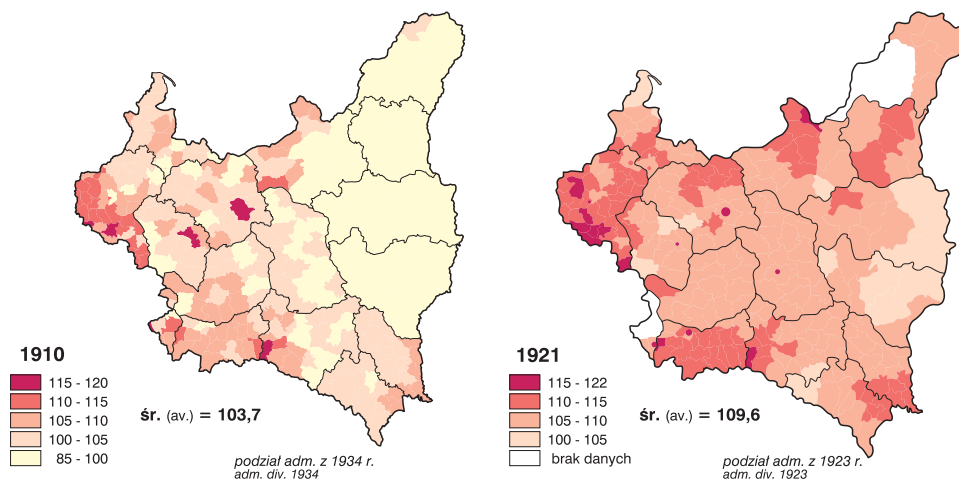 1910
115 - 120
110 - 115
105 - 110
100 - 105
85 - 100
śr. (av.) = 103,7
podział adm. z 1934 r.
adm. div. 1934
1921
115 - 122
110 - 115
105 - 110
100 - 105
brak danych
śr. (av.) = 109,6
podział adm. z 1923 r.
adm. div. 1923